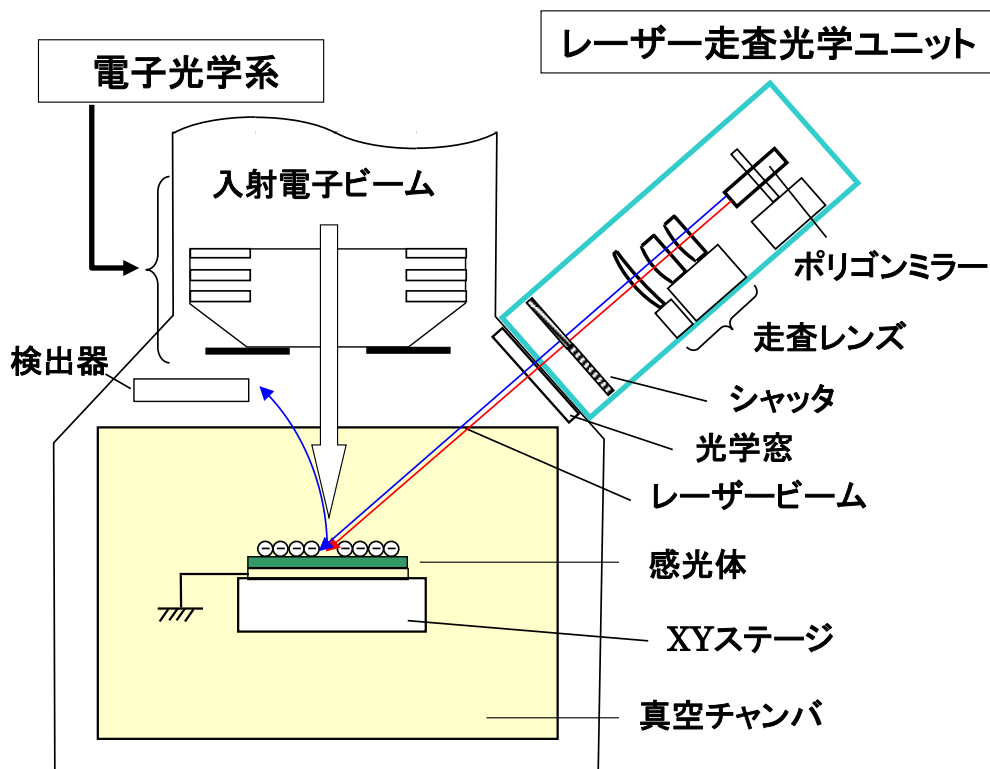 レーザー走査光学ユニット
電子光学系
入射電子ビーム
ポリゴンミラー
走査レンズ
検出器
シャッタ
光学窓
レーザービーム
感光体
XYステージ
真空チャンバ